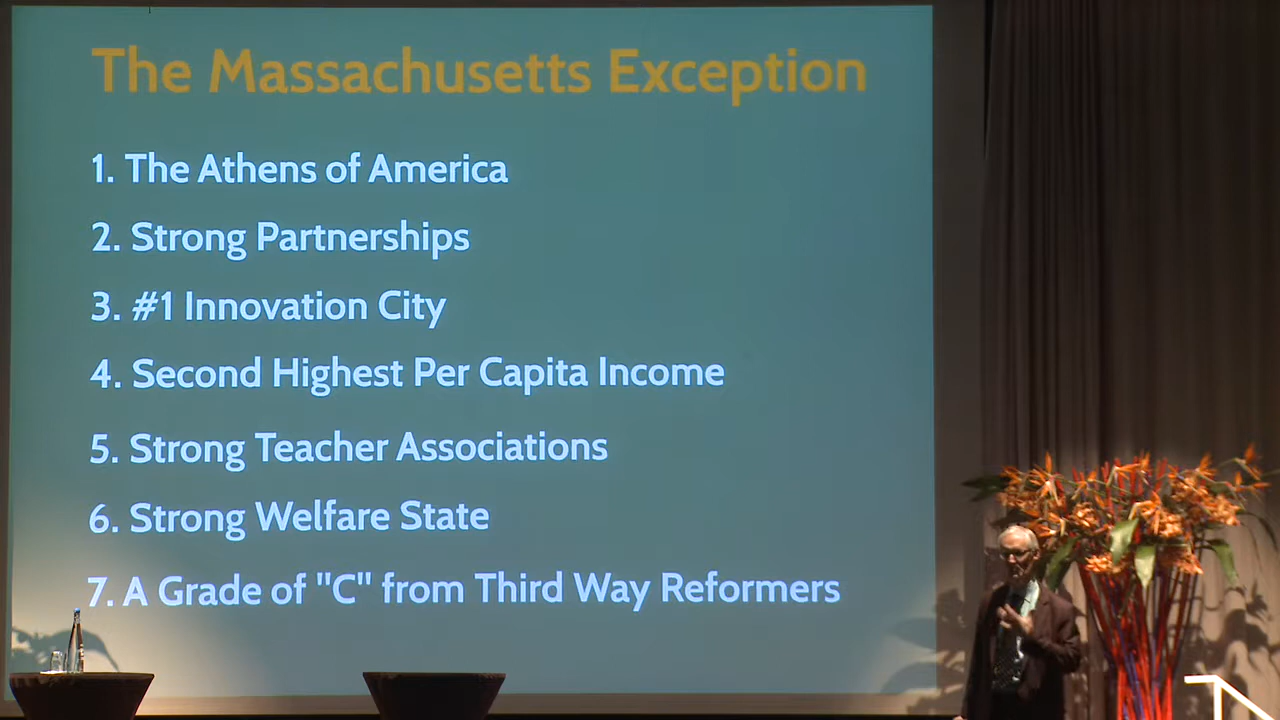 The Massachusetts Exception
1. The Athens of America
2. Strong Partnerships
3. #1 Innovation City
4. Second Highest Per Capita Income
5. Strong Teacher Associations
6. Strong Welfare State
7. A Grade of "C" from Third Way Reformers